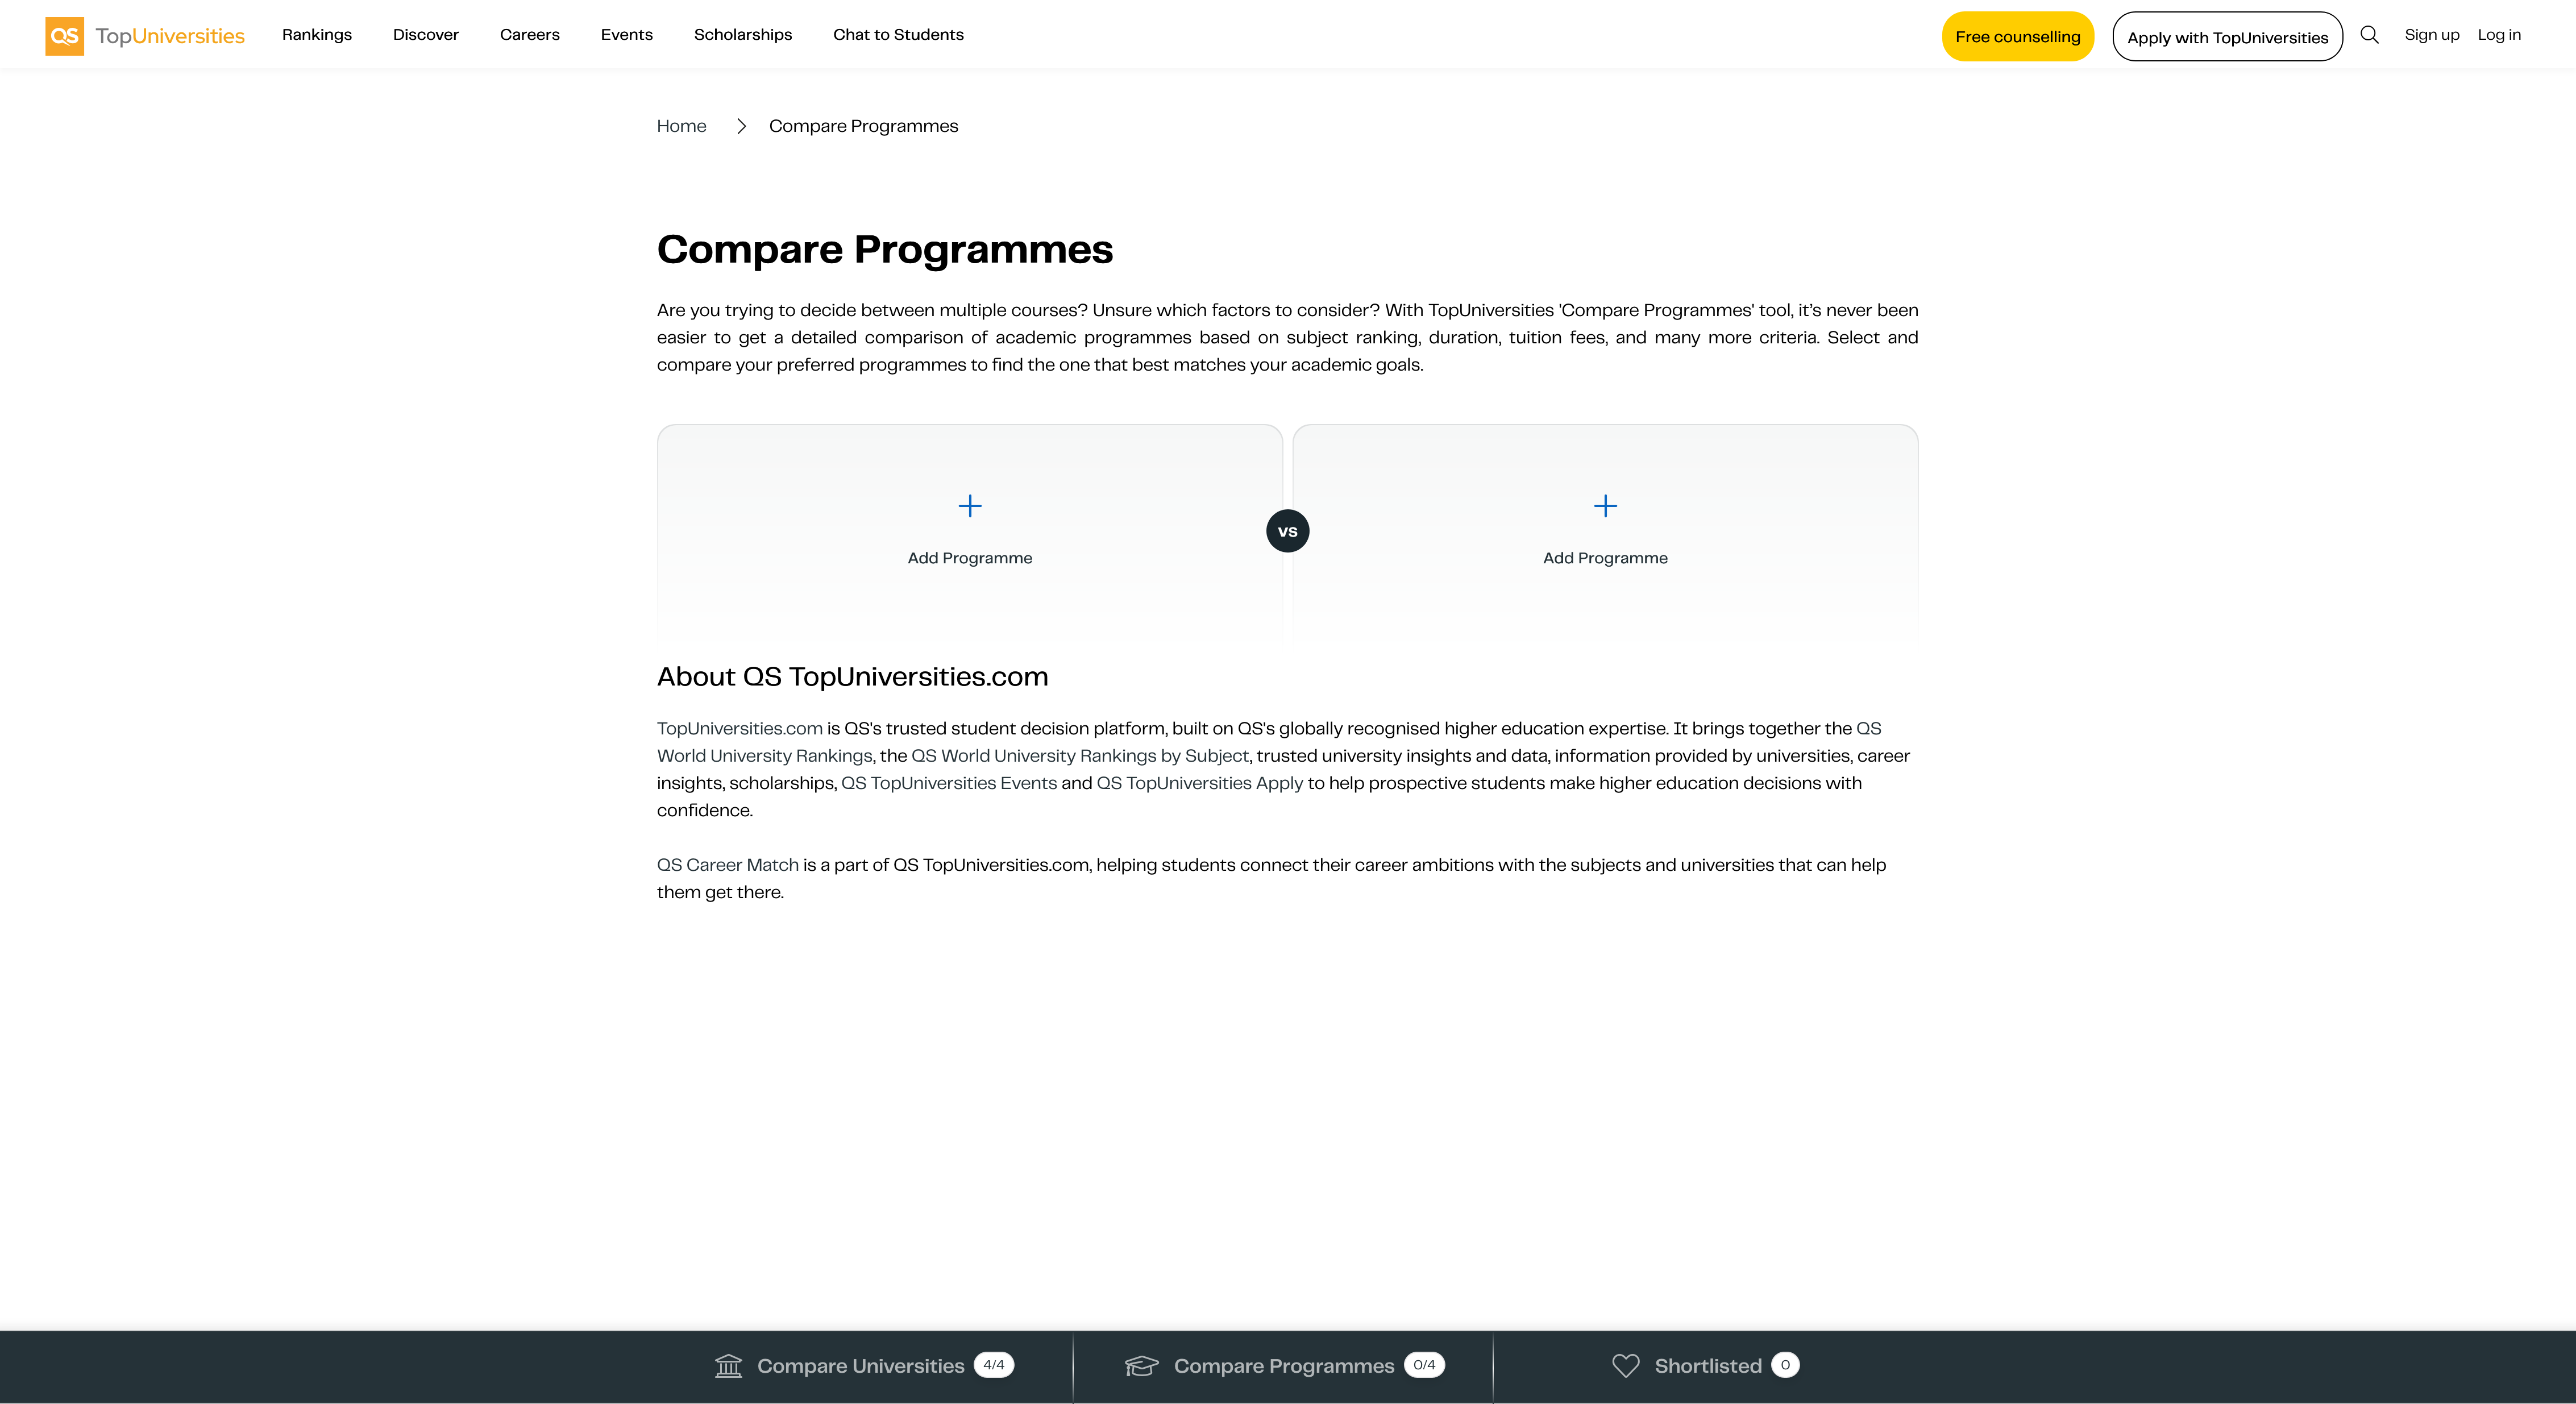 QS TopUniversities
Rankings
Discover
Careers
Events
Scholarships
Chat to Students
Free counselling
Apply with TopUniversities
Sign up
Log in
Home
Compare Programmes
Compare Programmes
Are you trying to decide between multiple courses? Unsure which factors to consider? With TopUniversities 'Compare Programmes' tool, it’s never been
easier to get a detailed comparison of academic programmes based on subject ranking, duration, tuition fees, and many more criteria. Select and
compare your preferred programmes to find the one that best matches your academic goals.
Add Programme
vs
Add Programme
About QS TopUniversities.com
TopUniversities.com is QS's trusted student decision platform, built on QS's globally recognised higher education expertise. It brings together the QS
World University Rankings, the QS World University Rankings by Subject, trusted university insights and data, information provided by universities, career
insights, scholarships, QS TopUniversities Events and QS TopUniversities Apply to help prospective students make higher education decisions with
confidence.
QS Career Match is a part of QS TopUniversities.com, helping students connect their career ambitions with the subjects and universities that can help
them get there.
Compare Universities 4/4
Compare Programmes 0/4
Shortlisted 0